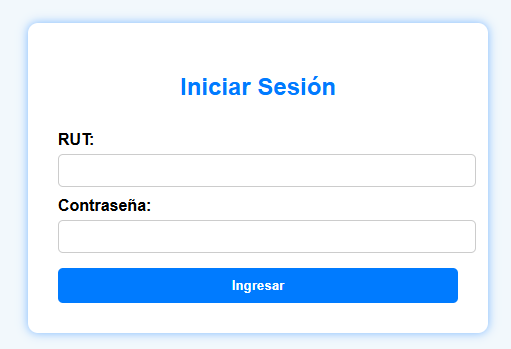 Iniciar Sesión
RUT:
Contraseña:
Ingresar